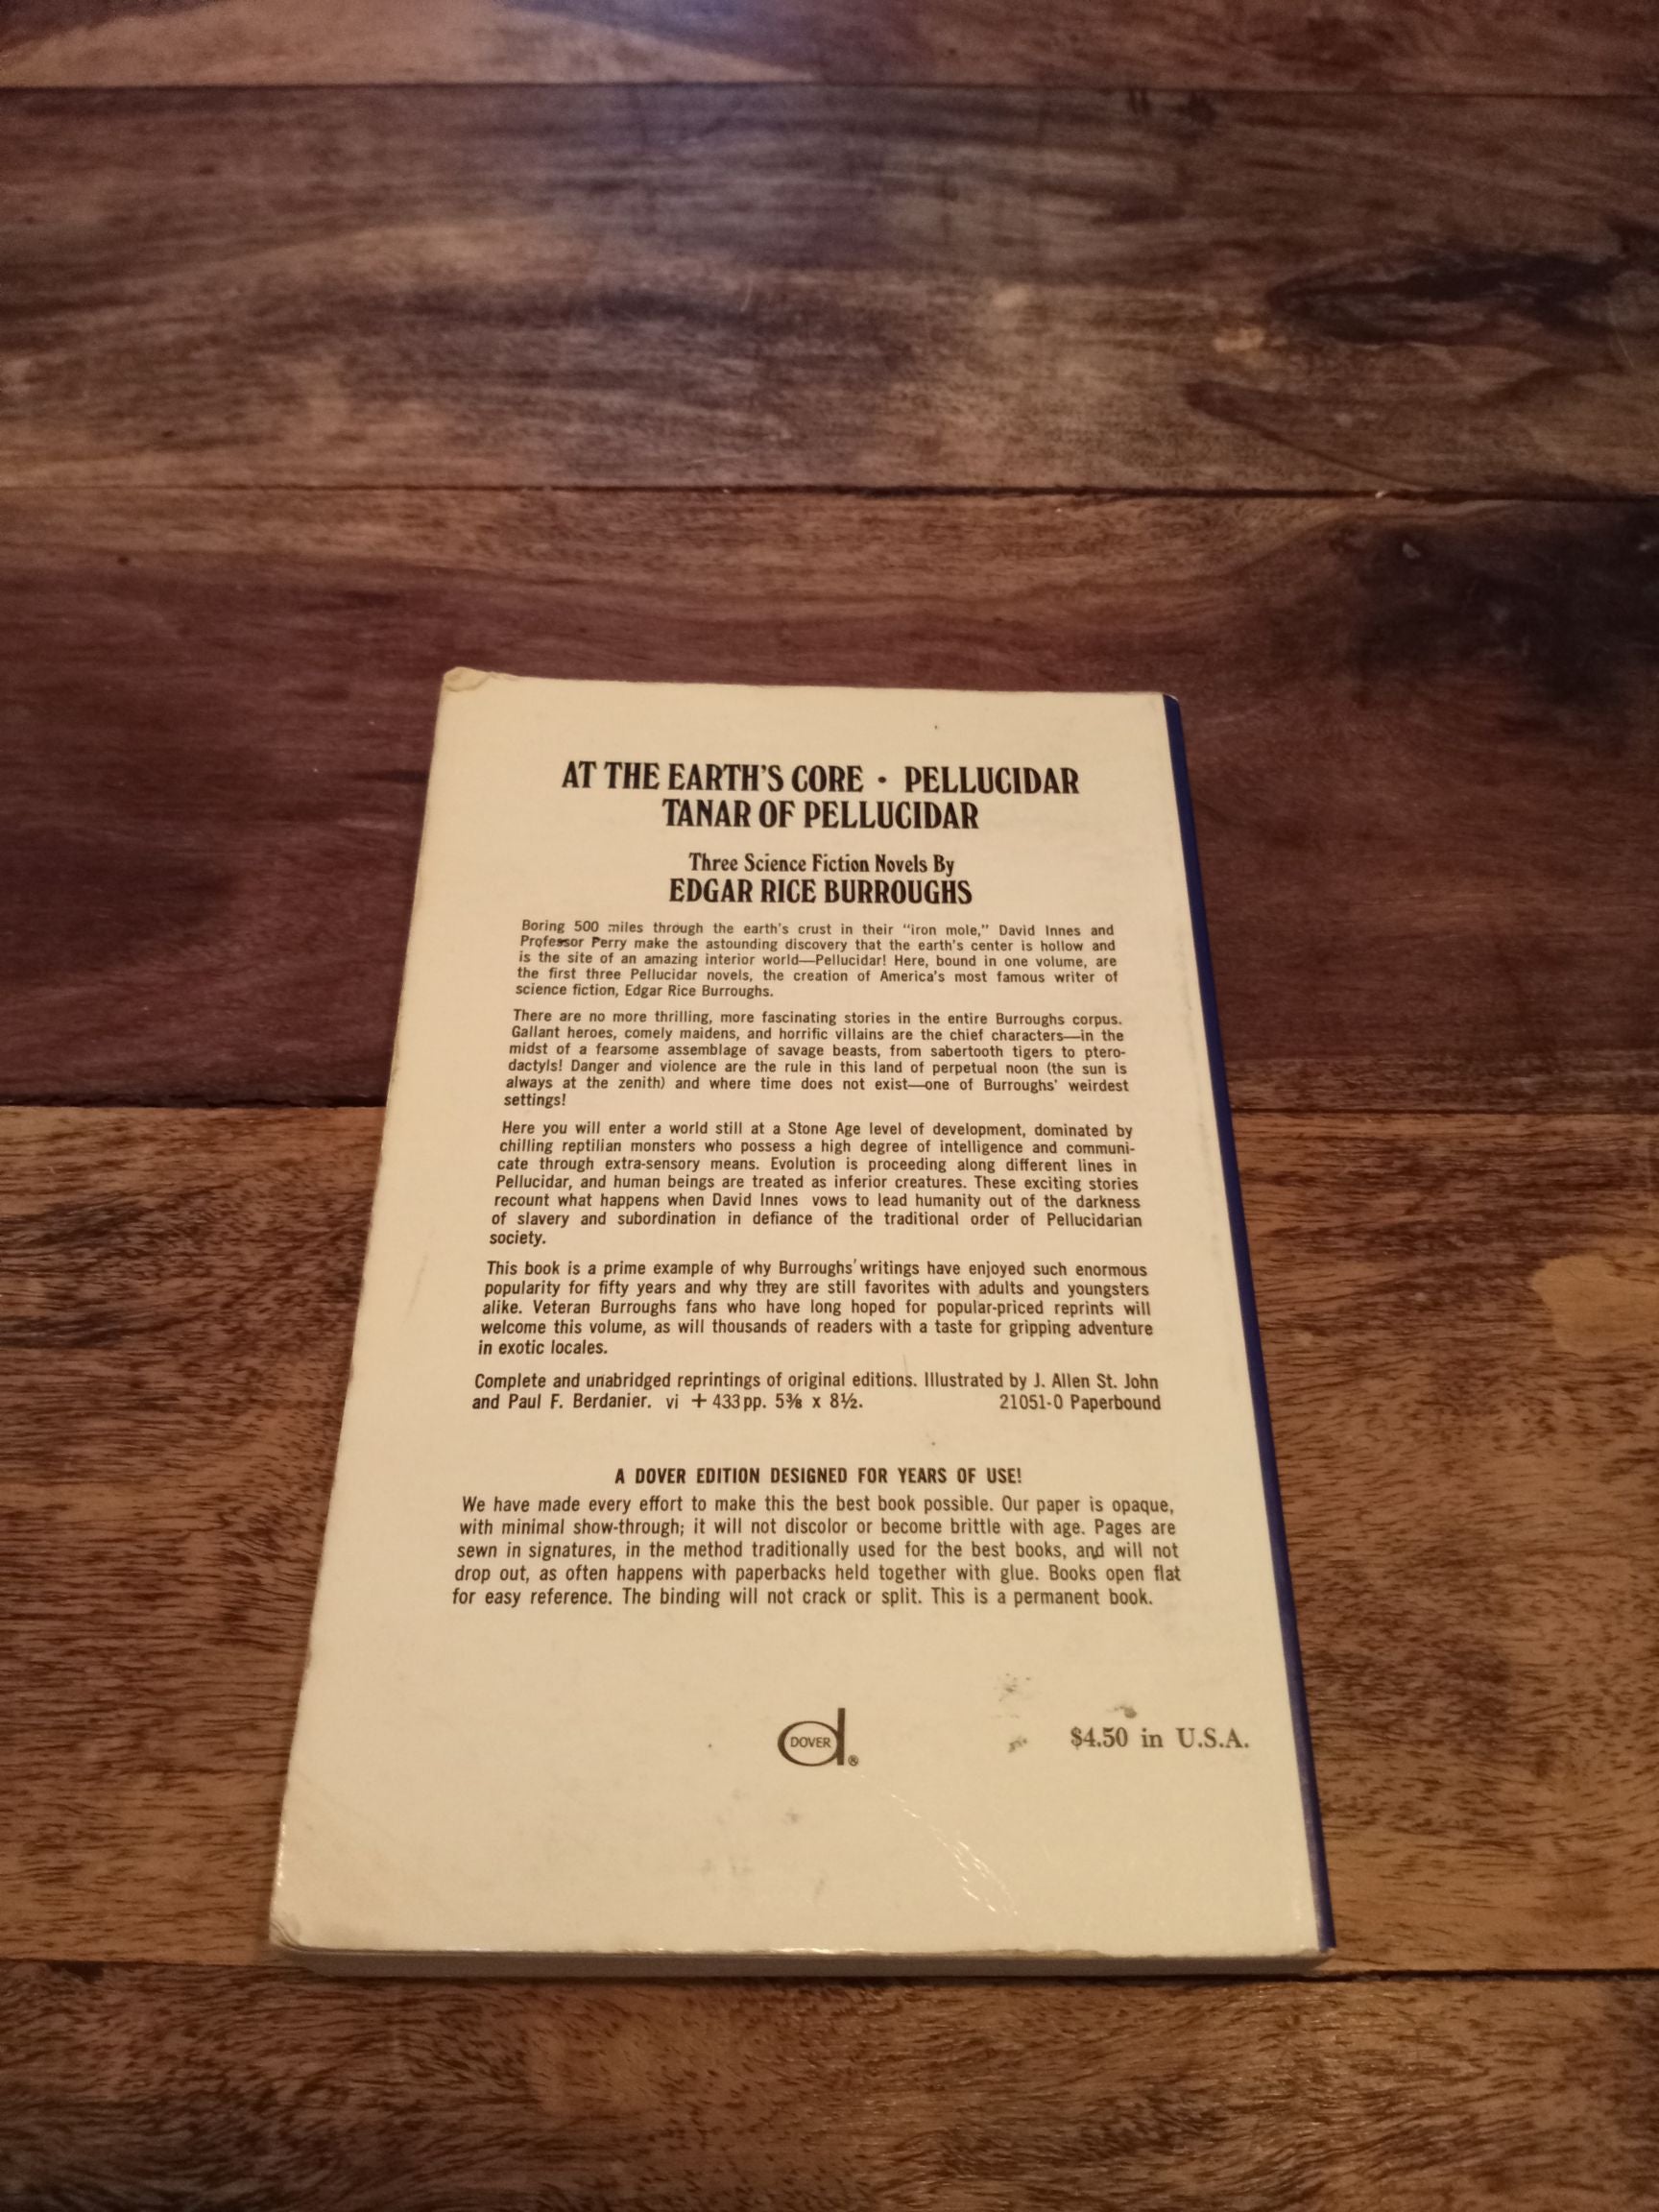 AT THE EARTH'S CORE • PELLUCIDAR
TANAR OF PELLUCIDAR
Three Science Fiction Novels By
EDGAR RICE BURROUGHS
Boring 500 miles through the earth's crust in their “iron mole,” David Innes and
Professor Perry make the astounding discovery that the earth's center is hollow and
is the site of an amazing interior world—Pellucidar! Here, bound in one volume, are
the first three Pellucidar novels, the creation of America's most famous writer of
science fiction, Edgar Rice Burroughs.
There are no more thrilling, more fascinating stories in the entire Burroughs corpus.
Gallant heroes, comely maidens, and horrific villains are the chief characters—in the
midst of a fearsome assemblage of savage beasts, from sabertooth tigers to ptero-
dactyls! Danger and violence are the rule in this land of perpetual noon (the sun is
always at the zenith) and where time does not exist—one of Burroughs' weirdest
settings!
Here you will enter a world still at a Stone Age level of development, dominated by
chilling reptilian monsters who possess a high degree of intelligence and communi-
cate through extra-sensory means. Evolution is proceeding along different lines in
Pellucidar, and human beings are treated as inferior creatures. These exciting stories
recount what happens when David Innes vows to lead humanity out of the darkness
of slavery and subordination in defiance of the traditional order of Pellucidarian
society.
This book is a prime example of why Burroughs' writings have enjoyed such enormous
popularity for fifty years and why they are still favorites with adults and youngsters
alike. Veteran Burroughs fans who have long hoped for popular-priced reprints will
welcome this volume, as will thousands of readers with a taste for gripping adventure
in exotic locales.
Complete and unabridged reprintings of original editions. Illustrated by J. Allen St. John
and Paul F. Berdanier. vi + 433pp. 5⅜ x 8½. 21051-0 Paperbound
A DOVER EDITION DESIGNED FOR YEARS OF USE!
We have made every effort to make this the best book possible. Our paper is opaque,
with minimal show-through; it will not discolor or become brittle with age. Pages are
sewn in signatures, in the method traditionally used for the best books, and will not
drop out, as often happens with paperbacks held together with glue. Books open flat
for easy reference. The binding will not crack or split. This is a permanent book.
d DOVER ®
$4.50 in U.S.A.